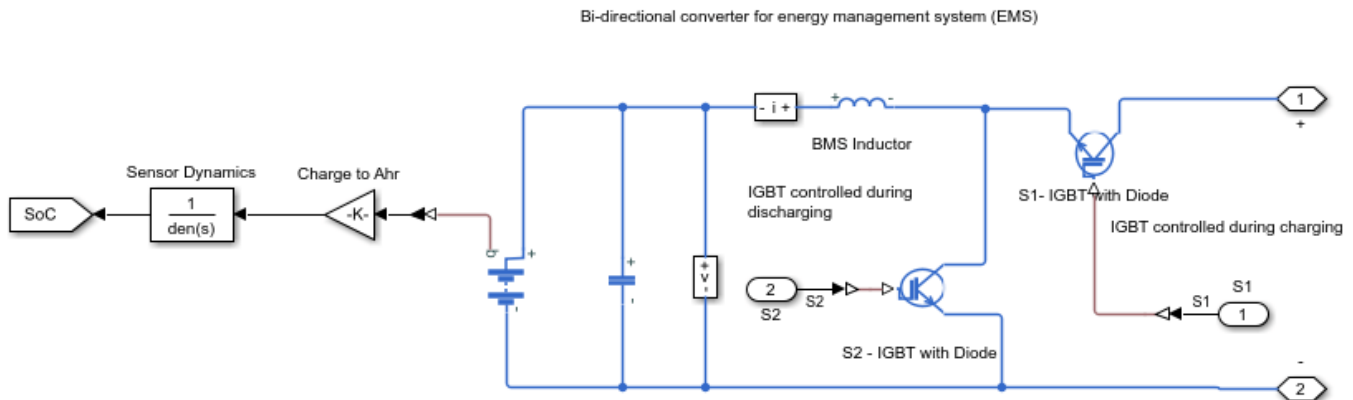 Bi-directional converter for energy management system (EMS)
+
- i +
+
-
1
+
BMS Inductor
Sensor Dynamics
Charge to Ahr
SoC
1
den(s)
-K-
q
+
-
+
-
+
v
-
IGBT controlled during
discharging
S1- IGBT with Diode
IGBT controlled during charging
2
S2
S2
S1
S1
1
S2 - IGBT with Diode
-
2